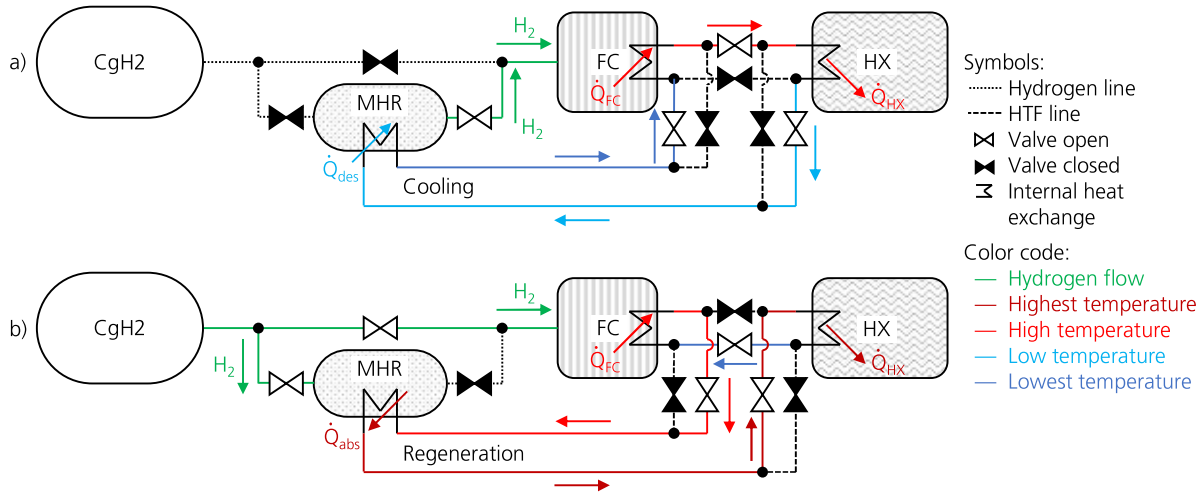 a)
CgH2
MHR
H₂
H₂
FC
HX
Q̇FC
Q̇HX
Q̇des
Cooling
b)
CgH2
MHR
H₂
H₂
FC
HX
Q̇FC
Q̇HX
Q̇abs
Regeneration
Symbols:
Hydrogen line
HTF line
Valve open
Valve closed
Internal heat
exchange
Color code:
Hydrogen flow
Highest temperature
High temperature
Low temperature
Lowest temperature